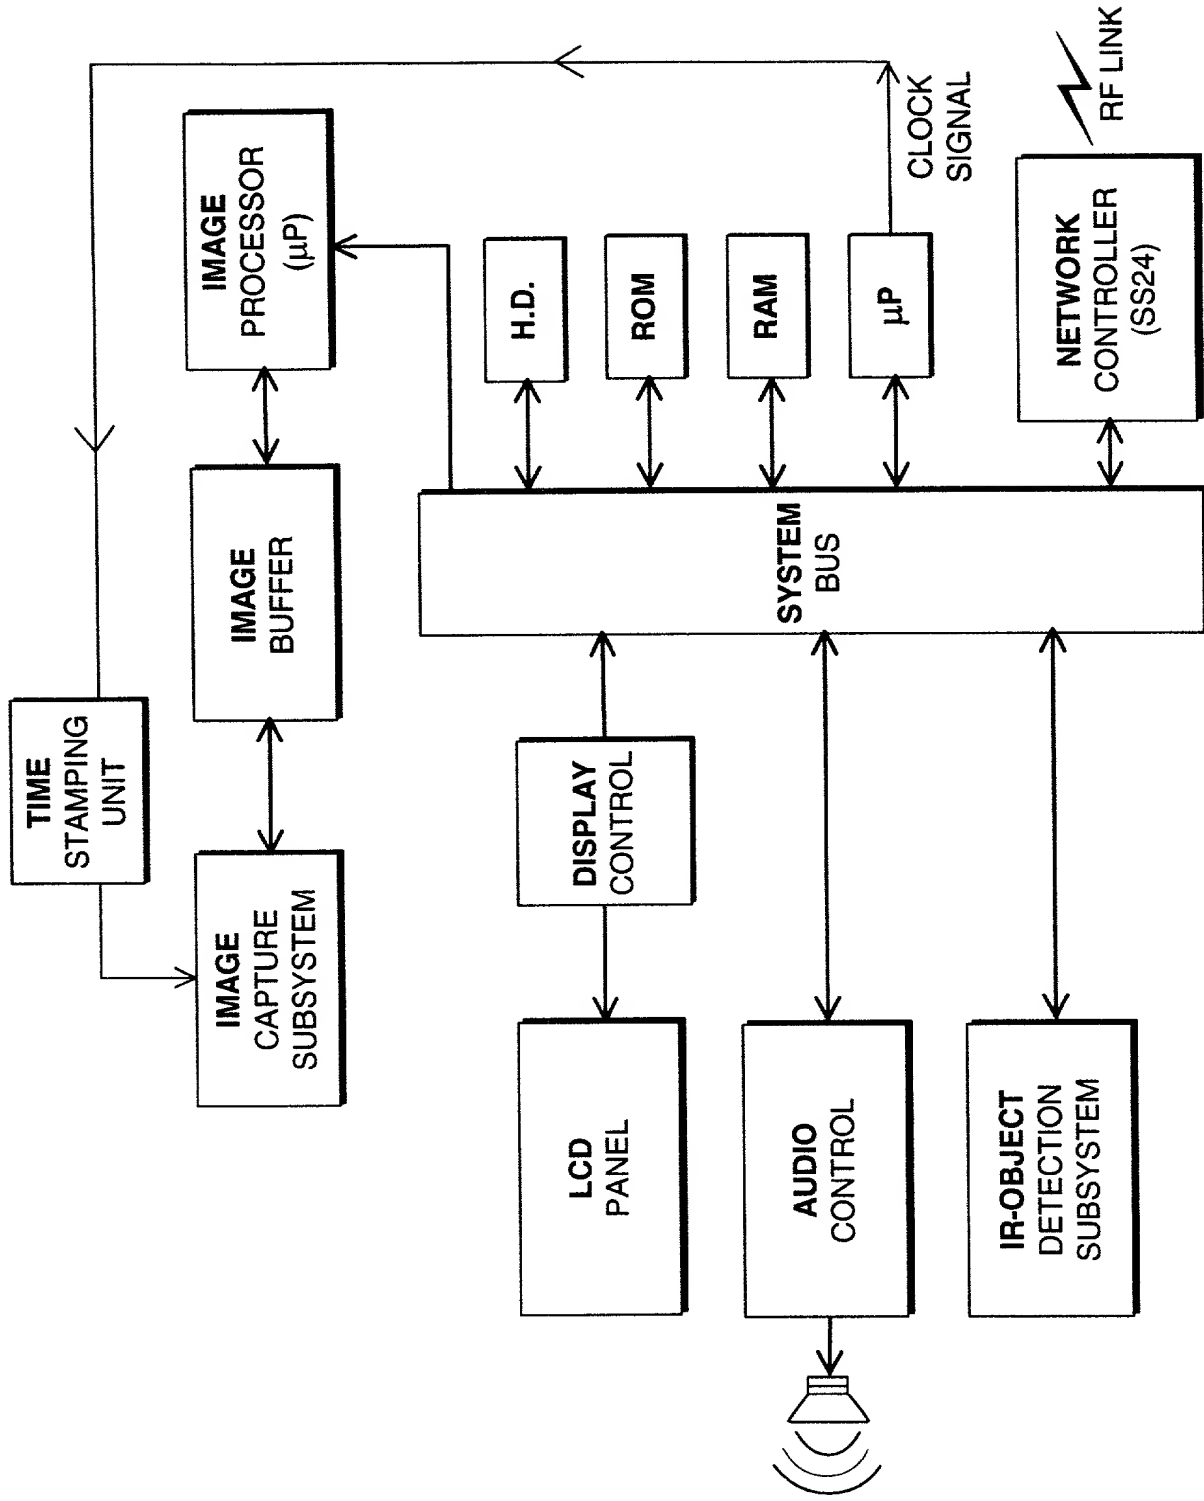 TIME
STAMPING
UNIT
IMAGE
CAPTURE
SUBSYSTEM
IMAGE
BUFFER
IMAGE
PROCESSOR
(µP)
LCD
PANEL
DISPLAY
CONTROL
H.D.
ROM
RAM
µP
CLOCK
SIGNAL
SYSTEM
BUS
AUDIO
CONTROL
IR-OBJECT
DETECTION
SUBSYSTEM
NETWORK
CONTROLLER
(SS24)
RF LINK